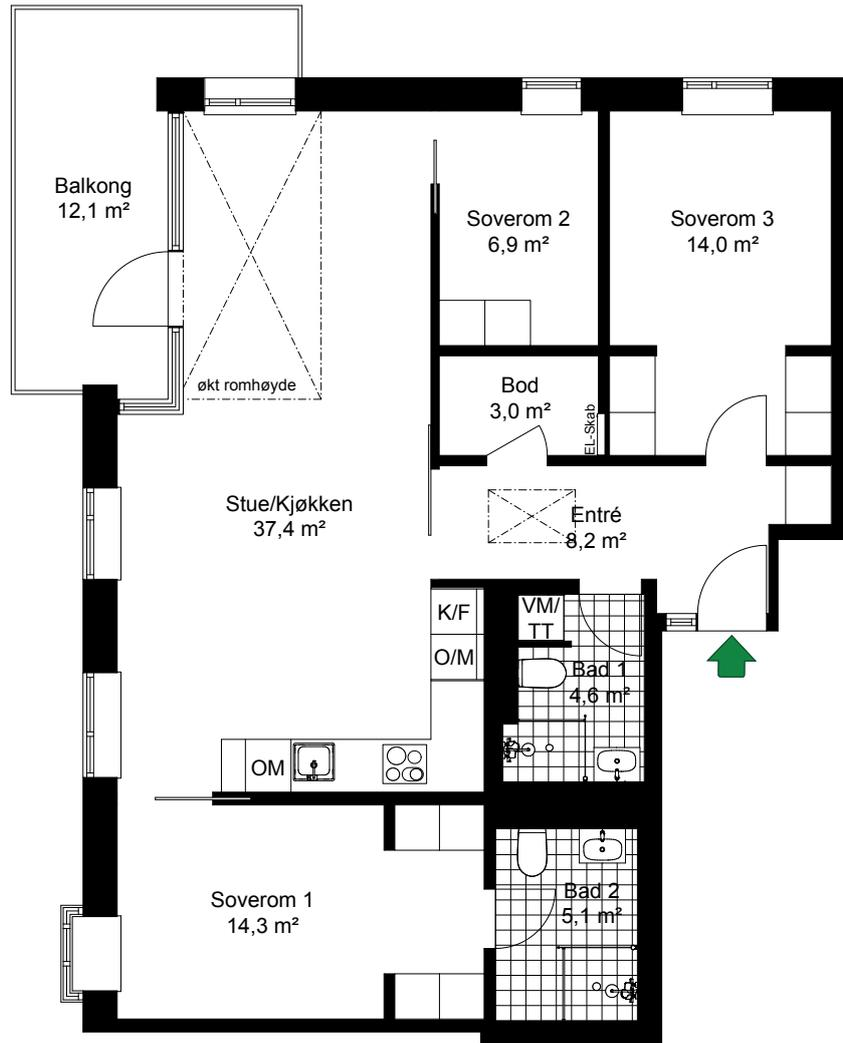 Balkong
12,1 m²
Soverom 2
6,9 m²
Soverom 3
14,0 m²
økt romhøyde
Bod
3,0 m²
EL-Skab
Stue/Kjøkken
37,4 m²
Entré
8,2 m²
K/F
O/M
VM/
TT
Bad 1
4,6 m²
OM
Soverom 1
14,3 m²
Bad 2
5,1 m²